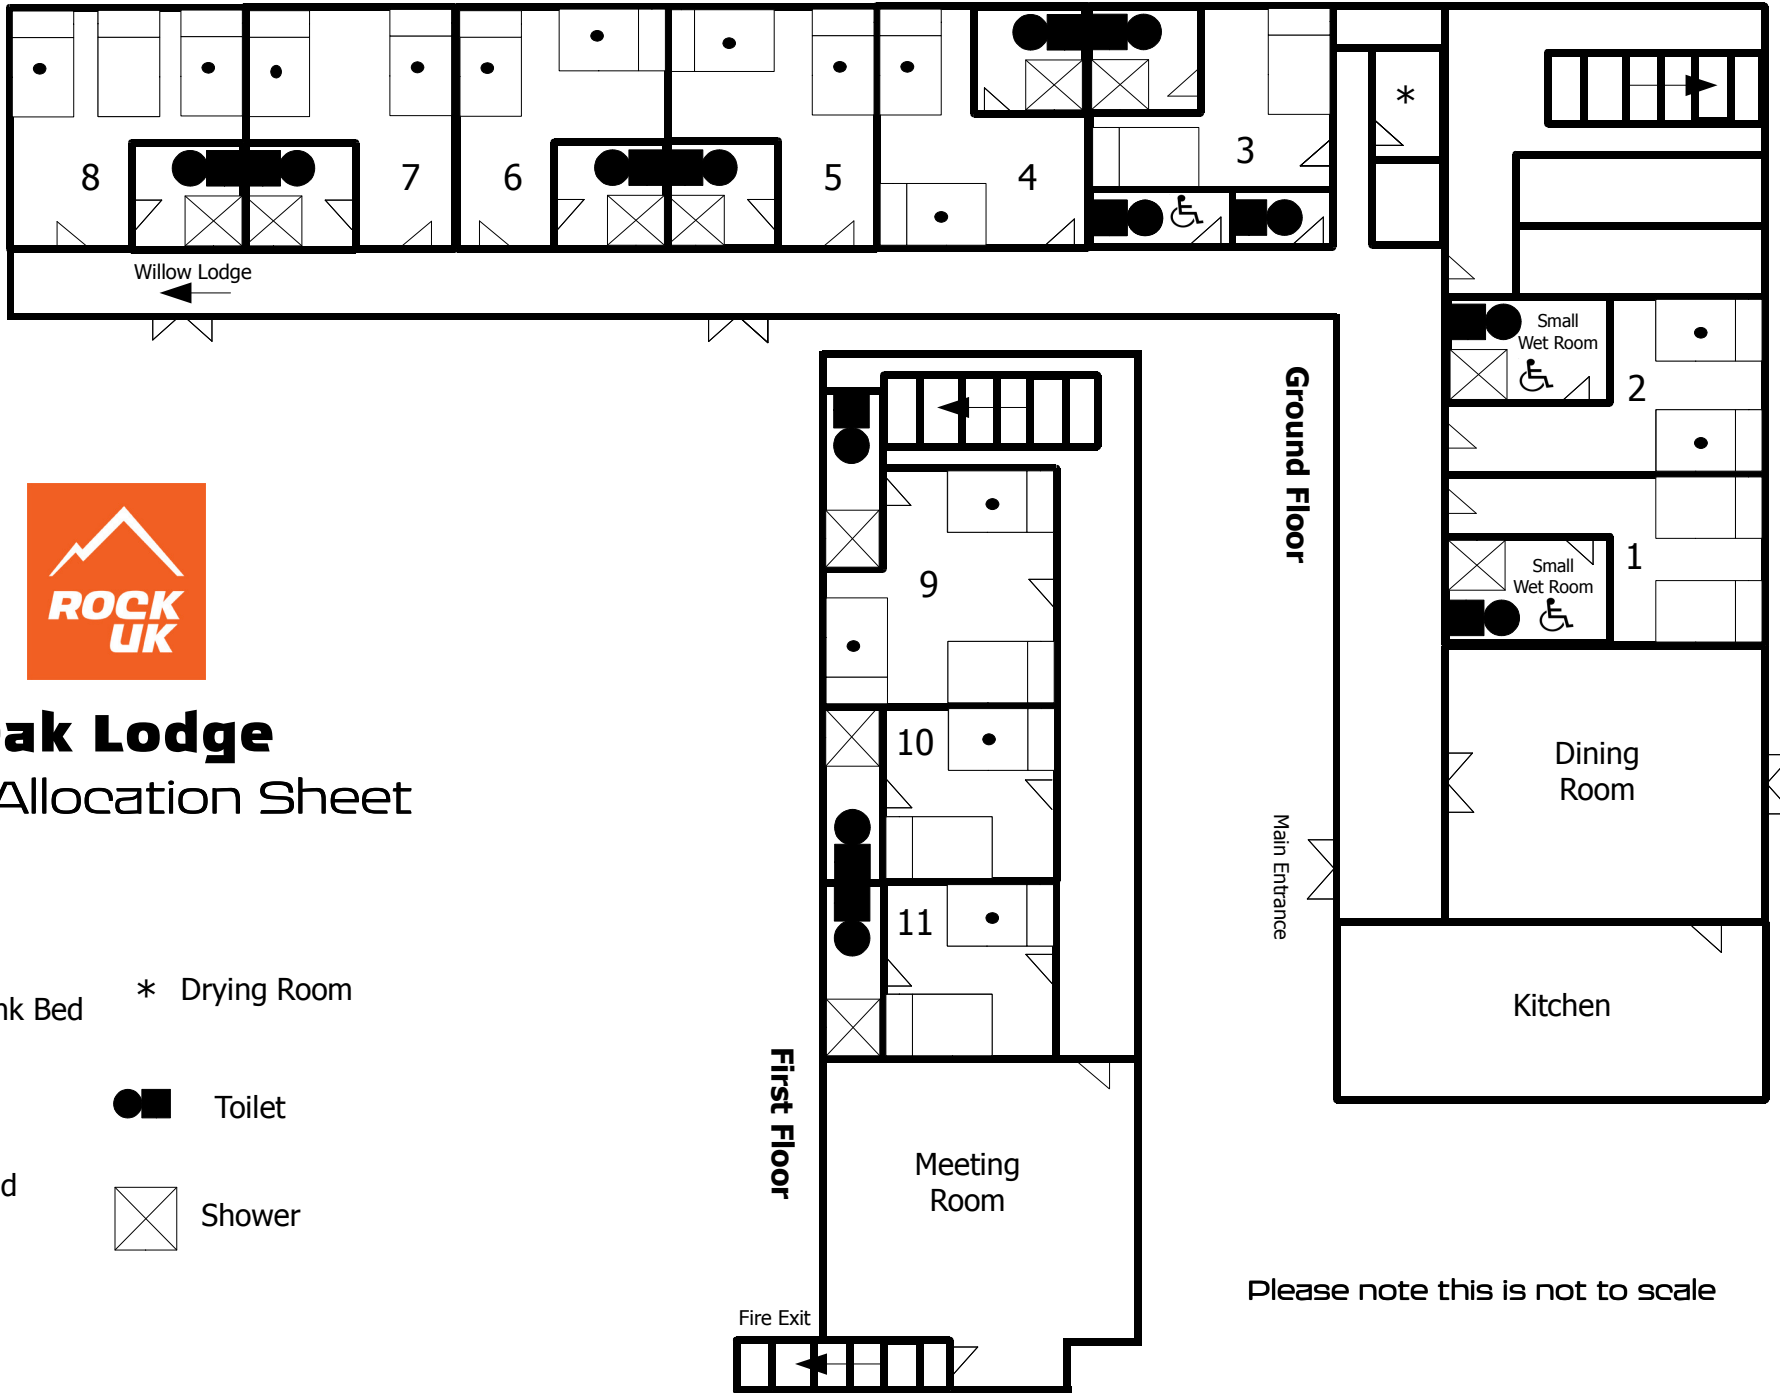 8
7
6
5
4
3
*
Willow Lodge
Small
Wet Room
2
Ground Floor
1
Small
Wet Room
9
ROCK
UK
ak Lodge
Allocation Sheet
10
11
Dining
Room
Main Entrance
Kitchen
* Drying Room
nk Bed
Toilet
d
Shower
First Floor
Meeting
Room
Please note this is not to scale
Fire Exit